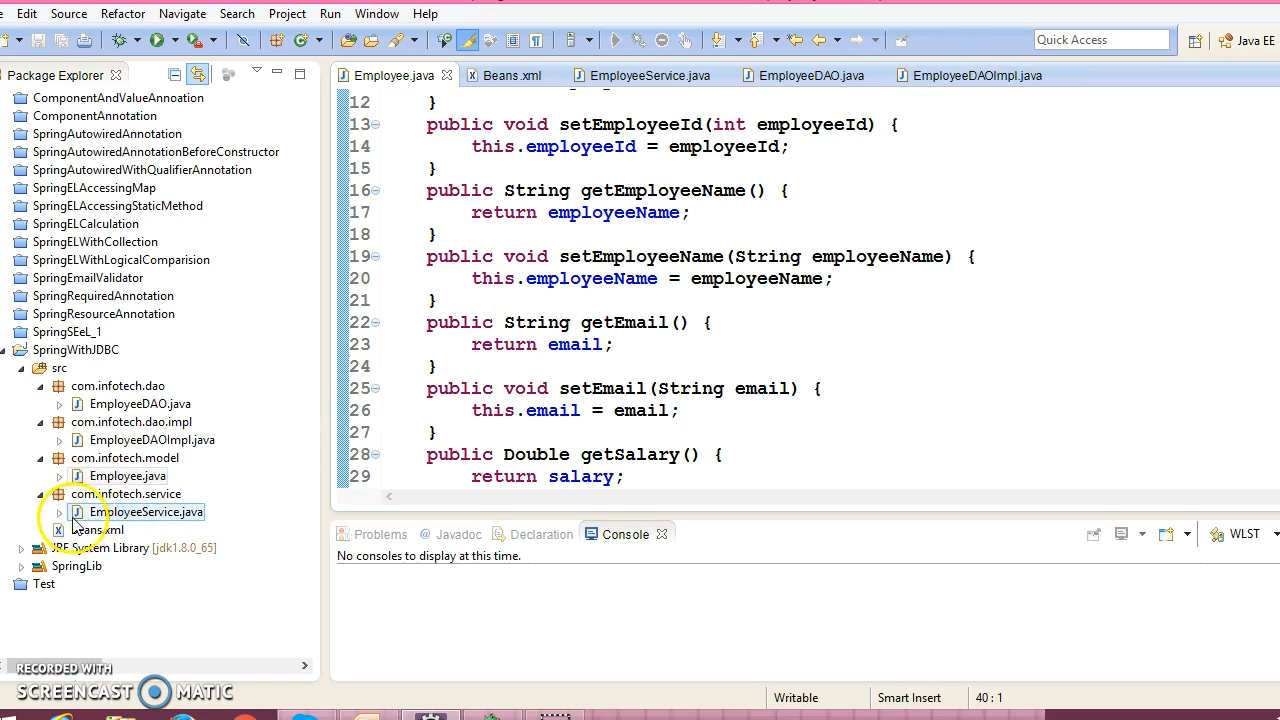 Edit Source Refactor Navigate Search Project Run Window Help
Quick Access
Java EE
Package Explorer
ComponentAndValueAnnoation
ComponentAnnotation
SpringAutowiredAnnotation
SpringAutowiredAnnotationBeforeConstructor
SpringAutowiredWithQualifierAnnotation
SpringELAccessingMap
SpringELAccessingStaticMethod
SpringELCalculation
SpringELWithCollection
SpringELWithLogicalComparision
SpringEmailValidator
SpringRequiredAnnotation
SpringResourceAnnotation
SpringSEeL_1
SpringWithJDBC
src
com.infotech.dao
EmployeeDAO.java
com.infotech.dao.impl
EmployeeDAOImpl.java
com.infotech.model
Employee.java
com.infotech.service
EmployeeService.java
beans.xml
JRE System Library [jdk1.8.0_65]
SpringLib
Test
RECORDED WITH
SCREENCAST MATIC
Employee.java Beans .xml EmployeeService.java EmployeeDAO.java EmployeeDAOImpl.java
12 }
13 public void setEmployeeId(int employeeId) {
14 this.employeeId = employeeId;
15 }
16 public String getEmployeeName() {
17 return employeeName;
18 }
19 public void setEmployeeName(String employeeName) {
20 this.employeeName = employeeName;
21 }
22 public String getEmail() {
23 return email;
24 }
25 public void setEmail(String email) {
26 this.email = email;
27 }
28 public Double getSalary() {
29 return salary;
Problems Javadoc Declaration Console
WLST
No consoles to display at this time.
Writable Smart Insert 40 : 1